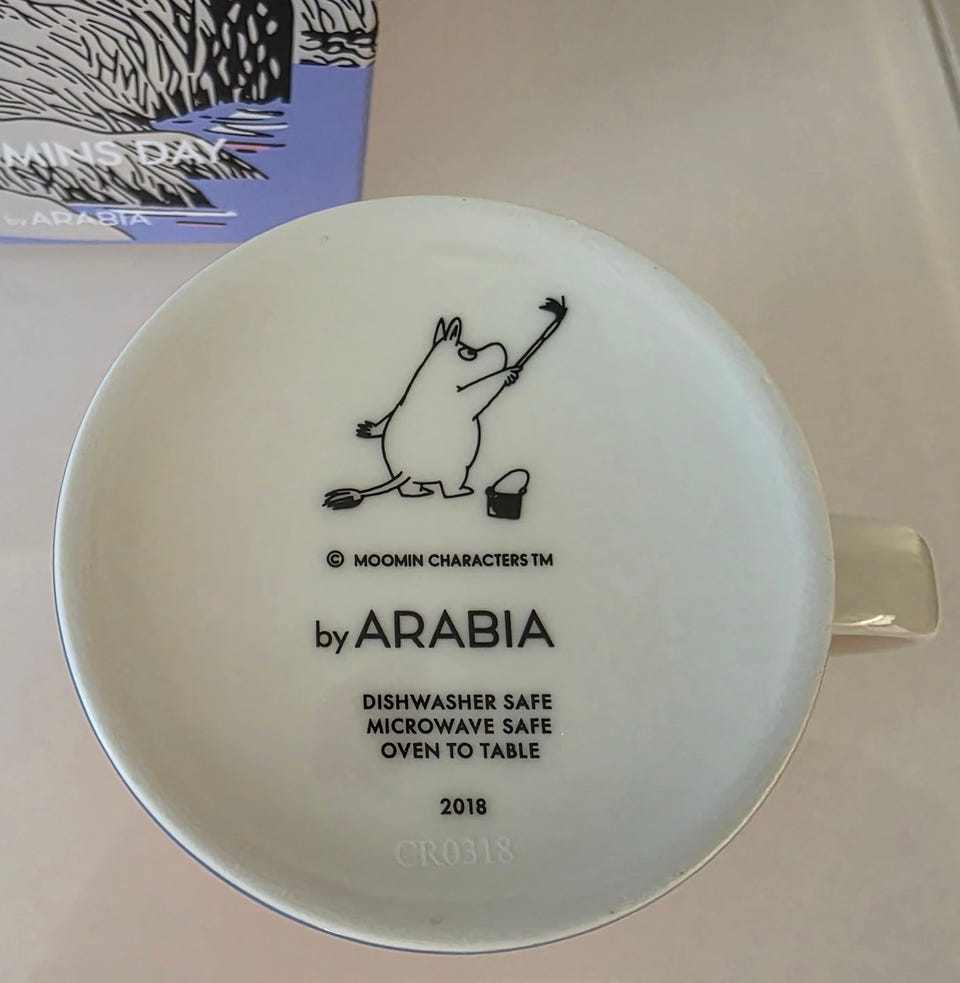 MINS DAY
by ARABIA
© MOOMIN CHARACTERS TM
by ARABIA
DISHWASHER SAFE
MICROWAVE SAFE
OVEN TO TABLE
2018
CR0318